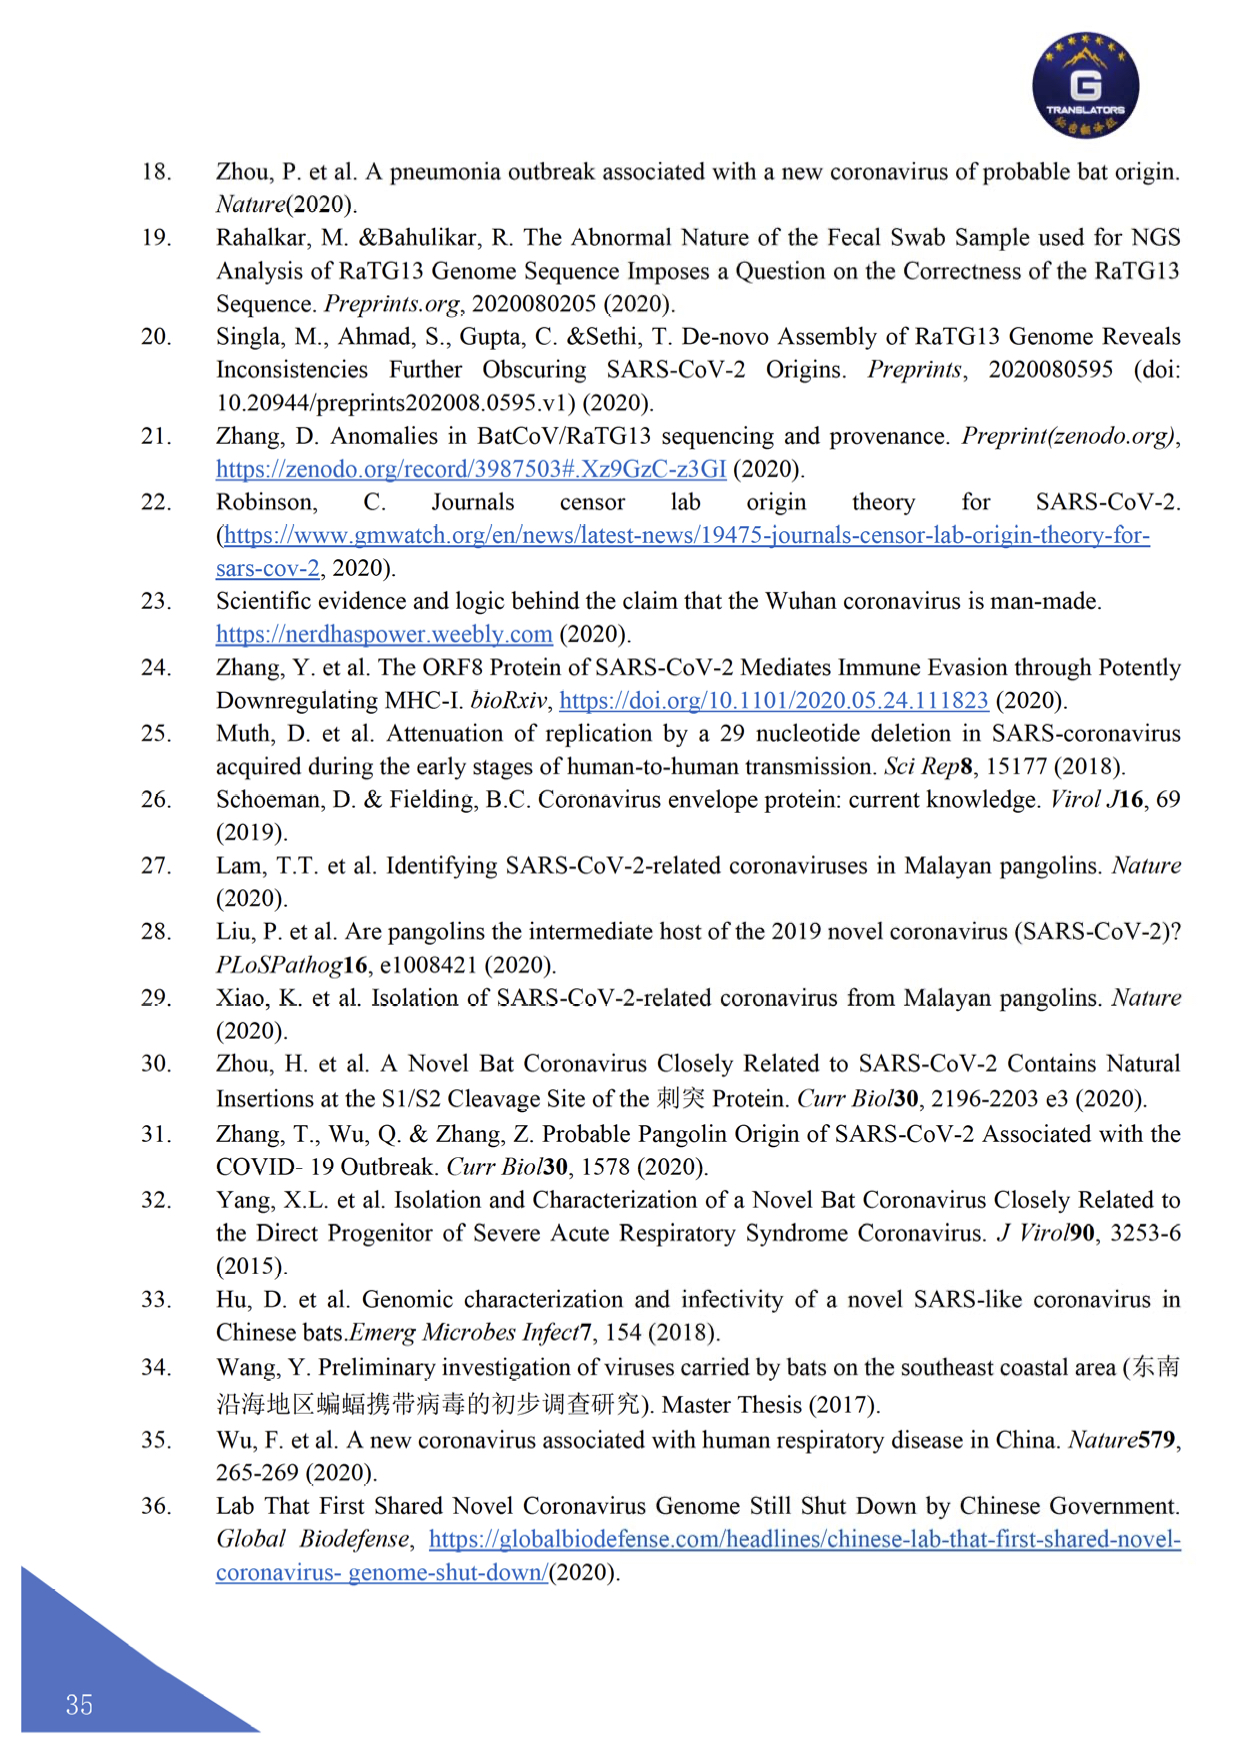 G
TRANSLATORS
18. Zhou, P. et al. A pneumonia outbreak associated with a new coronavirus of probable bat origin.
Nature(2020).
19. Rahalkar, M. &Bahulikar, R. The Abnormal Nature of the Fecal Swab Sample used for NGS
Analysis of RaTG13 Genome Sequence Imposes a Question on the Correctness of the RaTG13
Sequence. Preprints.org, 2020080205 (2020).
20. Singla, M., Ahmad, S., Gupta, C. &Sethi, T. De-novo Assembly of RaTG13 Genome Reveals
Inconsistencies Further Obscuring SARS-CoV-2 Origins. Preprints, 2020080595 (doi:
10.20944/preprints202008.0595.v1) (2020).
21. Zhang, D. Anomalies in BatCoV/RaTG13 sequencing and provenance. Preprint(zenodo.org),
https://zenodo.org/record/3987503#.Xz9GzC-z3GI (2020).
22. Robinson, C. Journals censor lab origin theory for SARS-CoV-2.
(https://www.gmwatch.org/en/news/latest-news/19475-journals-censor-lab-origin-theory-for-
sars-cov-2, 2020).
23. Scientific evidence and logic behind the claim that the Wuhan coronavirus is man-made.
https://nerdhaspower.weebly.com (2020).
24. Zhang, Y. et al. The ORF8 Protein of SARS-CoV-2 Mediates Immune Evasion through Potently
Downregulating MHC-I. bioRxiv, https://doi.org/10.1101/2020.05.24.111823 (2020).
25. Muth, D. et al. Attenuation of replication by a 29 nucleotide deletion in SARS-coronavirus
acquired during the early stages of human-to-human transmission. Sci Rep8, 15177 (2018).
26. Schoeman, D. & Fielding, B.C. Coronavirus envelope protein: current knowledge. Virol J16, 69
(2019).
27. Lam, T.T. et al. Identifying SARS-CoV-2-related coronaviruses in Malayan pangolins. Nature
(2020).
28. Liu, P. et al. Are pangolins the intermediate host of the 2019 novel coronavirus (SARS-CoV-2)?
PLoSPathog16, e1008421 (2020).
29. Xiao, K. et al. Isolation of SARS-CoV-2-related coronavirus from Malayan pangolins. Nature
(2020).
30. Zhou, H. et al. A Novel Bat Coronavirus Closely Related to SARS-CoV-2 Contains Natural
Insertions at the S1/S2 Cleavage Site of the 刺突 Protein. Curr Biol30, 2196-2203 e3 (2020).
31. Zhang, T., Wu, Q. & Zhang, Z. Probable Pangolin Origin of SARS-CoV-2 Associated with the
COVID- 19 Outbreak. Curr Biol30, 1578 (2020).
32. Yang, X.L. et al. Isolation and Characterization of a Novel Bat Coronavirus Closely Related to
the Direct Progenitor of Severe Acute Respiratory Syndrome Coronavirus. J Virol90, 3253-6
(2015).
33. Hu, D. et al. Genomic characterization and infectivity of a novel SARS-like coronavirus in
Chinese bats.Emerg Microbes Infect7, 154 (2018).
34. Wang, Y. Preliminary investigation of viruses carried by bats on the southeast coastal area (东南
沿海地区蝙蝠携带病毒的初步调查研究). Master Thesis (2017).
35. Wu, F. et al. A new coronavirus associated with human respiratory disease in China. Nature579,
265-269 (2020).
36. Lab That First Shared Novel Coronavirus Genome Still Shut Down by Chinese Government.
Global Biodefense, https://globalbiodefense.com/headlines/chinese-lab-that-first-shared-novel-
coronavirus- genome-shut-down/(2020).
35